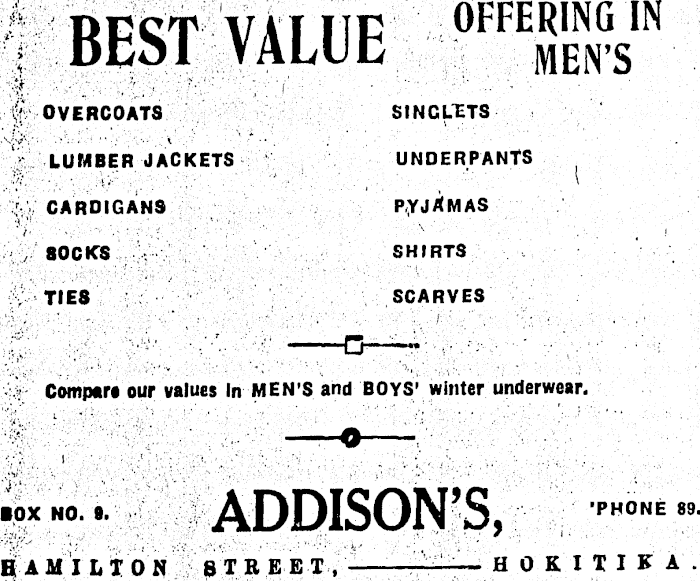 BEST VALUE OFFERING IN
MEN'S
OVERCOATS SINGLETS
LUMBER JACKETS UNDERPANTS
CARDIGANS PYJAMAS
SOCKS SHIRTS
TIES SCARVES
Compare our values in MEN'S and BOYS' winter underwear.
BOX NO. 9. ADDISON'S, 'PHONE 89.
HAMILTON STREET, HOKITIKA.